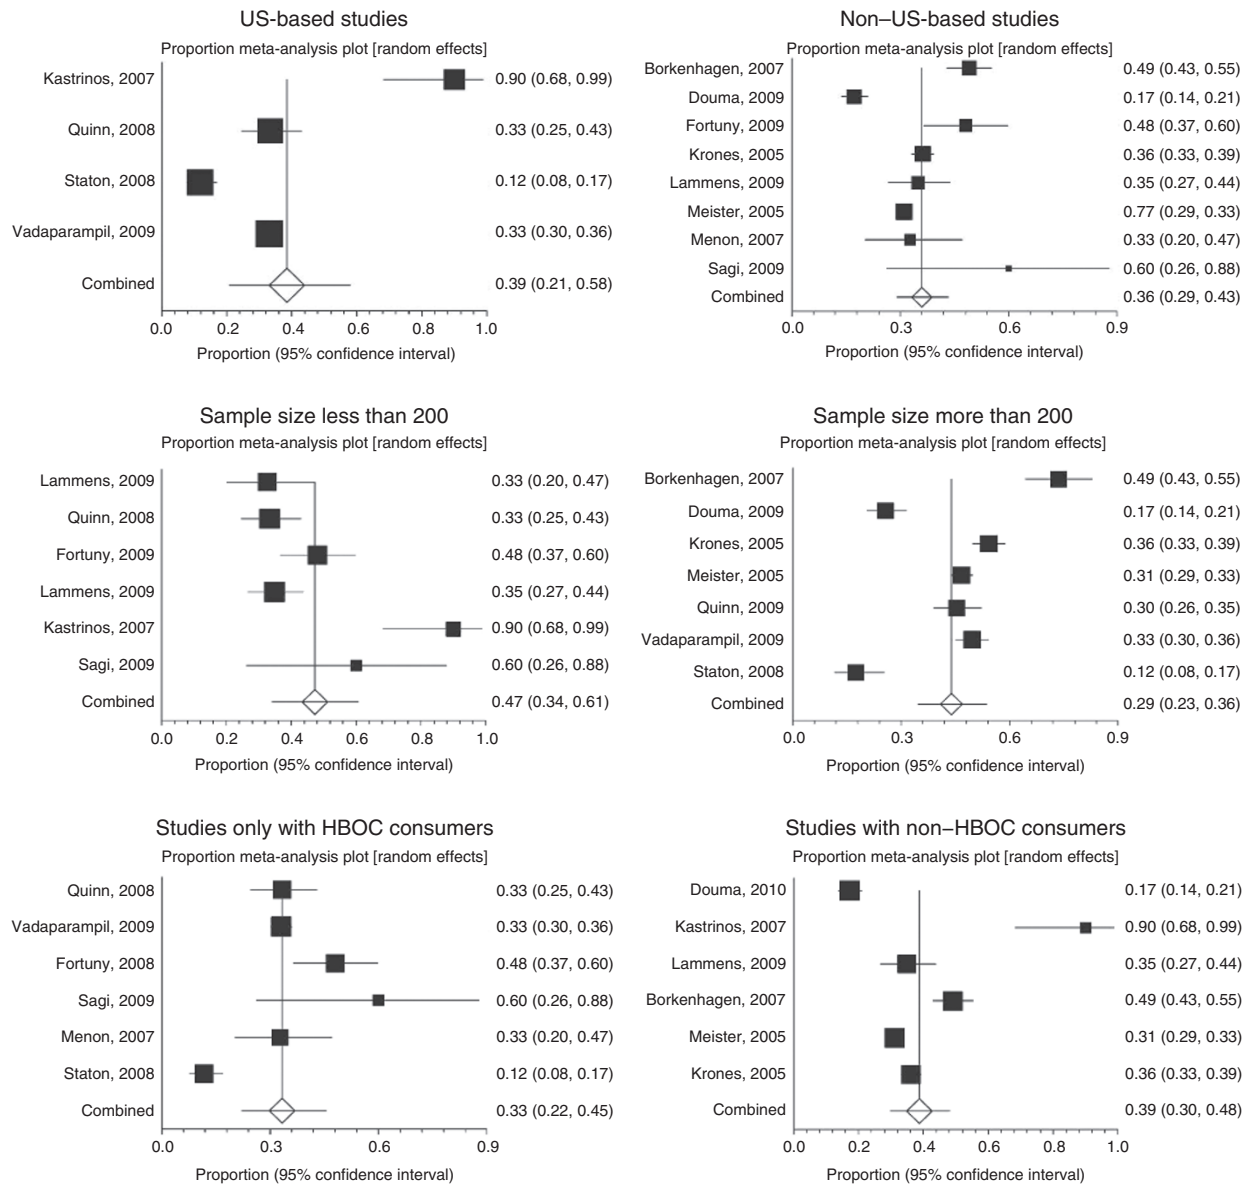 US-based studies
Proportion meta-analysis plot [random effects]
Kastrinos, 2007 0.90 (0.68, 0.99)
Quinn, 2008 0.33 (0.25, 0.43)
Staton, 2008 0.12 (0.08, 0.17)
Vadaparampil, 2009 0.33 (0.30, 0.36)
Combined 0.39 (0.21, 0.58)
0.0 0.2 0.4 0.6 0.8 1.0
Proportion (95% confidence interval)
Non–US-based studies
Proportion meta-analysis plot [random effects]
Borkenhagen, 2007 0.49 (0.43, 0.55)
Douma, 2009 0.17 (0.14, 0.21)
Fortuny, 2009 0.48 (0.37, 0.60)
Krones, 2005 0.36 (0.33, 0.39)
Lammens, 2009 0.35 (0.27, 0.44)
Meister, 2005 0.77 (0.29, 0.33)
Menon, 2007 0.33 (0.20, 0.47)
Sagi, 2009 0.60 (0.26, 0.88)
Combined 0.36 (0.29, 0.43)
0.0 0.3 0.6 0.9
Proportion (95% confidence interval)
Sample size less than 200
Proportion meta-analysis plot [random effects]
Lammens, 2009 0.33 (0.20, 0.47)
Quinn, 2008 0.33 (0.25, 0.43)
Fortuny, 2009 0.48 (0.37, 0.60)
Lammens, 2009 0.35 (0.27, 0.44)
Kastrinos, 2007 0.90 (0.68, 0.99)
Sagi, 2009 0.60 (0.26, 0.88)
Combined 0.47 (0.34, 0.61)
0.0 0.2 0.4 0.6 0.8 1.0
Proportion (95% confidence interval)
Sample size more than 200
Proportion meta-analysis plot [random effects]
Borkenhagen, 2007 0.49 (0.43, 0.55)
Douma, 2009 0.17 (0.14, 0.21)
Krones, 2005 0.36 (0.33, 0.39)
Meister, 2005 0.31 (0.29, 0.33)
Quinn, 2009 0.30 (0.26, 0.35)
Vadaparampil, 2009 0.33 (0.30, 0.36)
Staton, 2008 0.12 (0.08, 0.17)
Combined 0.29 (0.23, 0.36)
0.0 0.3 0.6 0.9
Proportion (95% confidence interval)
Studies only with HBOC consumers
Proportion meta-analysis plot [random effects]
Quinn, 2008 0.33 (0.25, 0.43)
Vadaparampil, 2009 0.33 (0.30, 0.36)
Fortuny, 2008 0.48 (0.37, 0.60)
Sagi, 2009 0.60 (0.26, 0.88)
Menon, 2007 0.33 (0.20, 0.47)
Staton, 2008 0.12 (0.08, 0.17)
Combined 0.33 (0.22, 0.45)
0.0 0.3 0.6 0.9
Proportion (95% confidence interval)
Studies with non–HBOC consumers
Proportion meta-analysis plot [random effects]
Douma, 2010 0.17 (0.14, 0.21)
Kastrinos, 2007 0.90 (0.68, 0.99)
Lammens, 2009 0.35 (0.27, 0.44)
Borkenhagen, 2007 0.49 (0.43, 0.55)
Meister, 2005 0.31 (0.29, 0.33)
Krones, 2005 0.36 (0.33, 0.39)
Combined 0.39 (0.30, 0.48)
0.0 0.2 0.4 0.6 0.8 1.0
Proportion (95% confidence interval)